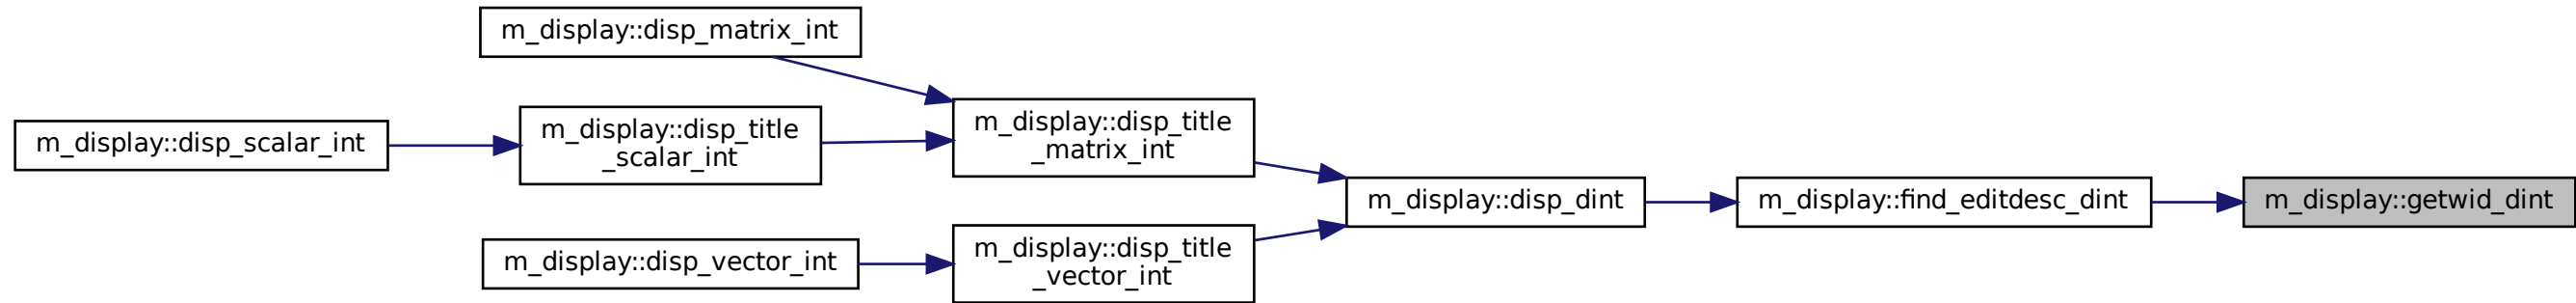 m_display::disp_matrix_int
m_display::disp_scalar_int
m_display::disp_title
_scalar_int
m_display::disp_title
_matrix_int
m_display::disp_vector_int
m_display::disp_title
_vector_int
m_display::disp_dint
m_display::find_editdesc_dint
m_display::getwid_dint